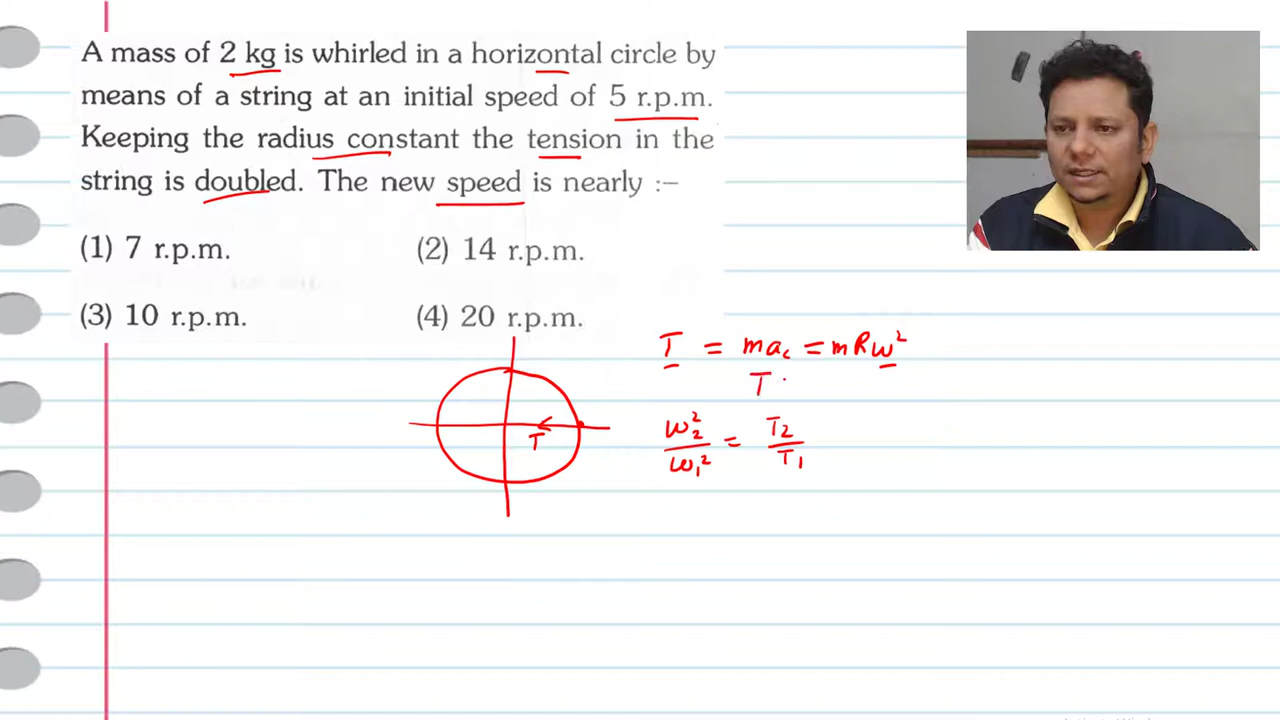 A mass of 2 kg is whirled in a horizontal circle by
means of a string at an initial speed of 5 r.p.m.
Keeping the radius constant the tension in the
string is doubled. The new speed is nearly :–
(1) 7 r.p.m. (2) 14 r.p.m.
(3) 10 r.p.m. (4) 20 r.p.m.
T = ma_c = mRω²
T
ω₂²/ω₁² = T₂/T₁
T